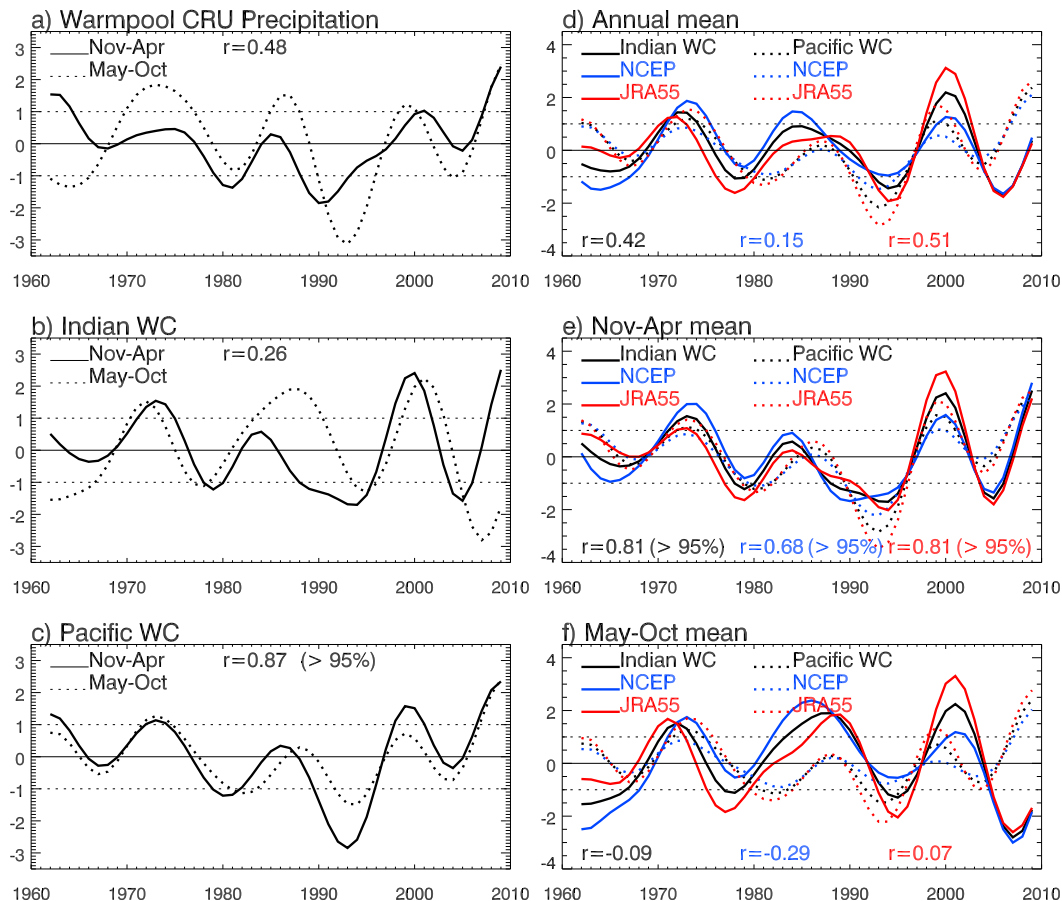 a) Warmpool CRU Precipitation
Nov-Apr r=0.48
May-Oct
3
2
1
0
-1
-2
-3
1960 1970 1980 1990 2000 2010
b) Indian WC
Nov-Apr r=0.26
May-Oct
3
2
1
0
-1
-2
-3
1960 1970 1980 1990 2000 2010
c) Pacific WC
Nov-Apr r=0.87 (> 95%)
May-Oct
3
2
1
0
-1
-2
-3
1960 1970 1980 1990 2000 2010
d) Annual mean
Indian WC Pacific WC
NCEP NCEP
JRA55 JRA55
4
2
0
-2
-4
r=0.42 r=0.15 r=0.51
1960 1970 1980 1990 2000 2010
e) Nov-Apr mean
Indian WC Pacific WC
NCEP NCEP
JRA55 JRA55
4
2
0
-2
-4
r=0.81 (> 95%) r=0.68 (> 95%) r=0.81 (> 95%)
1960 1970 1980 1990 2000 2010
f) May-Oct mean
Indian WC Pacific WC
NCEP NCEP
JRA55 JRA55
4
2
0
-2
-4
r=-0.09 r=-0.29 r=0.07
1960 1970 1980 1990 2000 2010